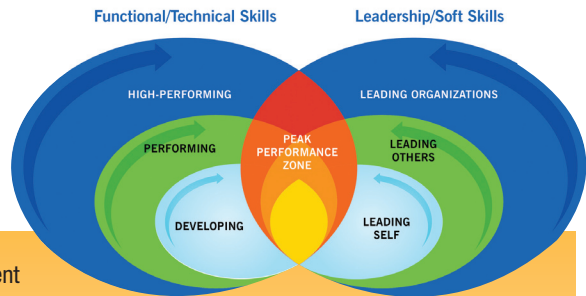 Functional/Technical Skills
Leadership/Soft Skills
HIGH-PERFORMING
LEADING ORGANIZATIONS
PERFORMING
PEAK
PERFORMANCE
ZONE
LEADING
OTHERS
DEVELOPING
LEADING
SELF